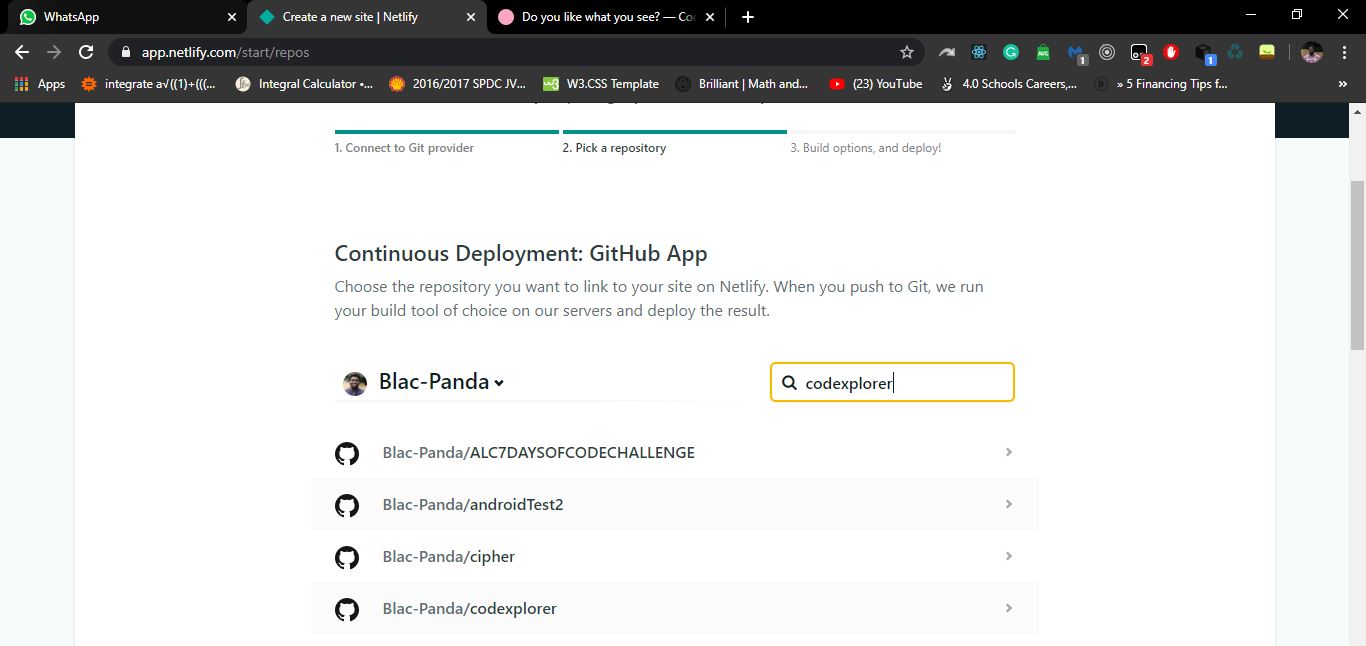 WhatsApp
Create a new site | Netlify
Do you like what you see? — Coc
app.netlify.com/start/repos
1
2
1
Apps
integrate a√((1)+(((...
Integral Calculator •...
2016/2017 SPDC JV...
W3.CSS Template
Brilliant | Math and...
(23) YouTube
4.0 Schools Careers,...
» 5 Financing Tips f...
»
1. Connect to Git provider
2. Pick a repository
3. Build options, and deploy!
Continuous Deployment: GitHub App
Choose the repository you want to link to your site on Netlify. When you push to Git, we run
your build tool of choice on our servers and deploy the result.
Blac-Panda
codexplorer
Blac-Panda/ALC7DAYSOFCODECHALLENGE
Blac-Panda/androidTest2
Blac-Panda/cipher
Blac-Panda/codexplorer